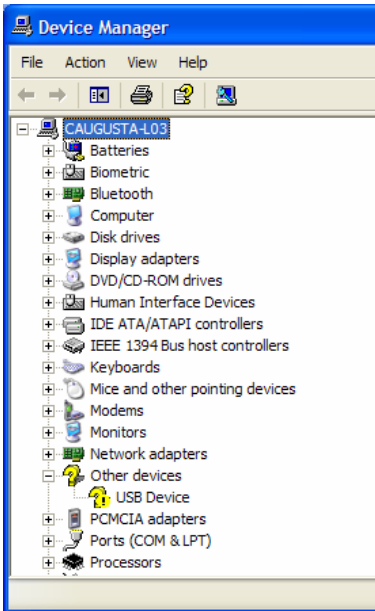 Device Manager
File Action View Help
CAUGUSTA-L03
Batteries
Biometric
Bluetooth
Computer
Disk drives
Display adapters
DVD/CD-ROM drives
Human Interface Devices
IDE ATA/ATAPI controllers
IEEE 1394 Bus host controllers
Keyboards
Mice and other pointing devices
Modems
Monitors
Network adapters
Other devices
USB Device
PCMCIA adapters
Ports (COM & LPT)
Processors